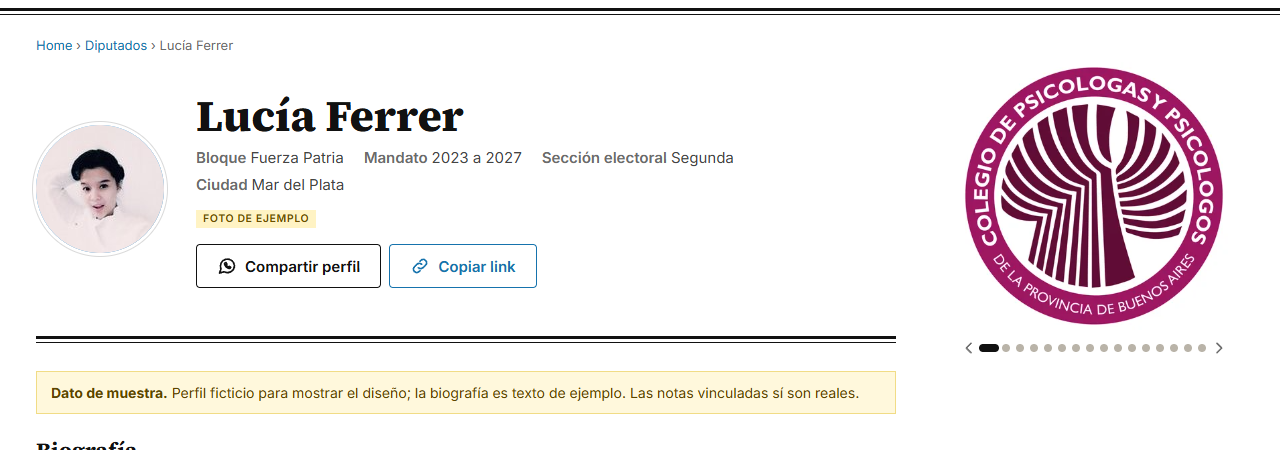 Home › Diputados › Lucía Ferrer
Lucía Ferrer
Bloque Fuerza Patria Mandato 2023 a 2027 Sección electoral Segunda
Ciudad Mar del Plata
FOTO DE EJEMPLO
Compartir perfil Copiar link
COLEGIO DE PSICOLOGAS Y PSICOLOGOS
DE LA PROVINCIA DE BUENOS AIRES
Dato de muestra. Perfil ficticio para mostrar el diseño; la biografía es texto de ejemplo. Las notas vinculadas sí son reales.
Biografía